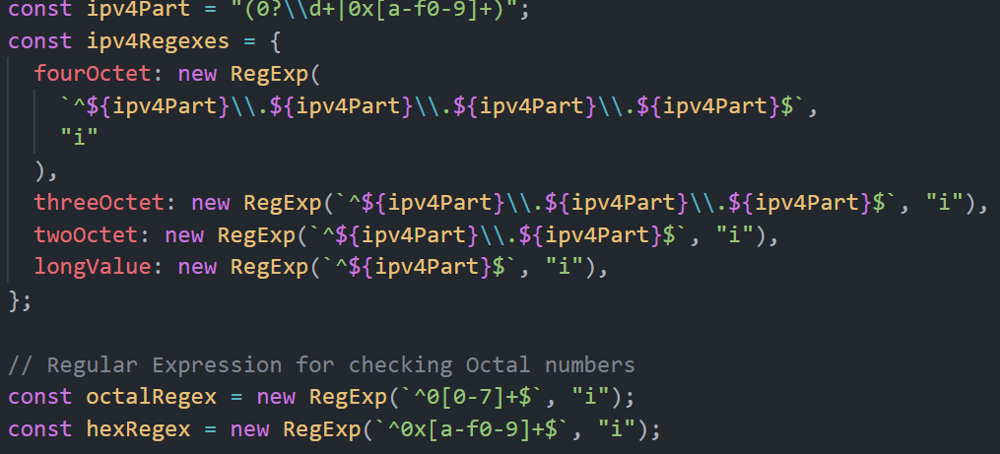 const ipv4Part = "(0?\\d+|0x[a-f0-9]+)";
const ipv4Regexes = {
  fourOctet: new RegExp(
    `^${ipv4Part}\\.${ipv4Part}\\.${ipv4Part}\\.${ipv4Part}$`,
    "i"
  ),
  threeOctet: new RegExp(`^${ipv4Part}\\.${ipv4Part}\\.${ipv4Part}$`, "i"),
  twoOctet: new RegExp(`^${ipv4Part}\\.${ipv4Part}$`, "i"),
  longValue: new RegExp(`^${ipv4Part}$`, "i"),
};

// Regular Expression for checking Octal numbers
const octalRegex = new RegExp(`^0[0-7]+$`, "i");
const hexRegex = new RegExp(`^0x[a-f0-9]+$`, "i");